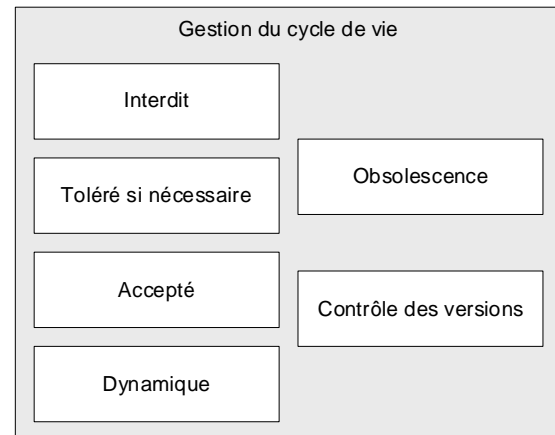 Gestion du cycle de vie
Interdit
Toléré si nécessaire
Accepté
Dynamique
Obsolescence
Contrôle des versions